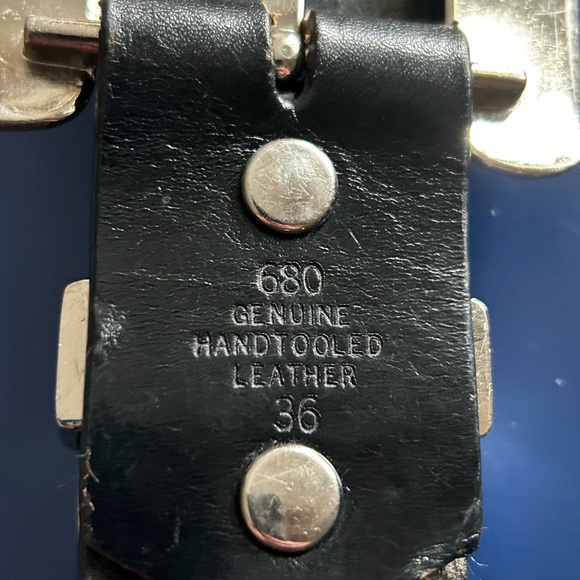 680
GENUINE
HANDTOOLED
LEATHER
36